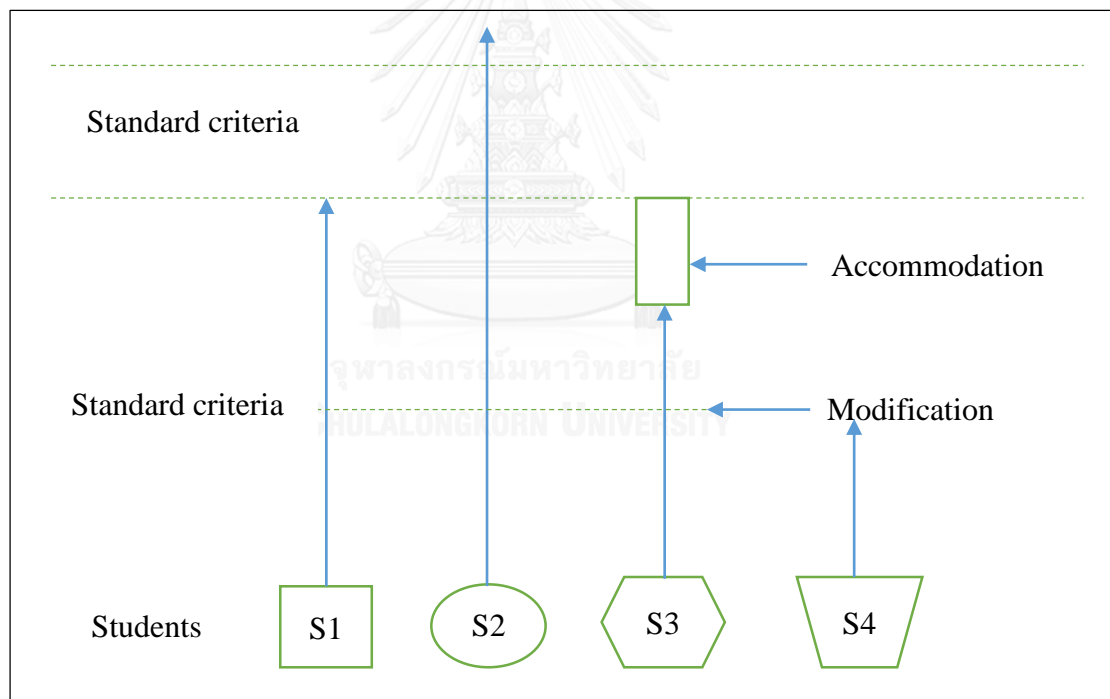 Standard criteria
Accommodation
จุฬาลงกรณ์มหาวิทยาลัย
Standard criteria
Modification
CHULALONGKORN UNIVERSITY
Students
S1
S2
S3
S4